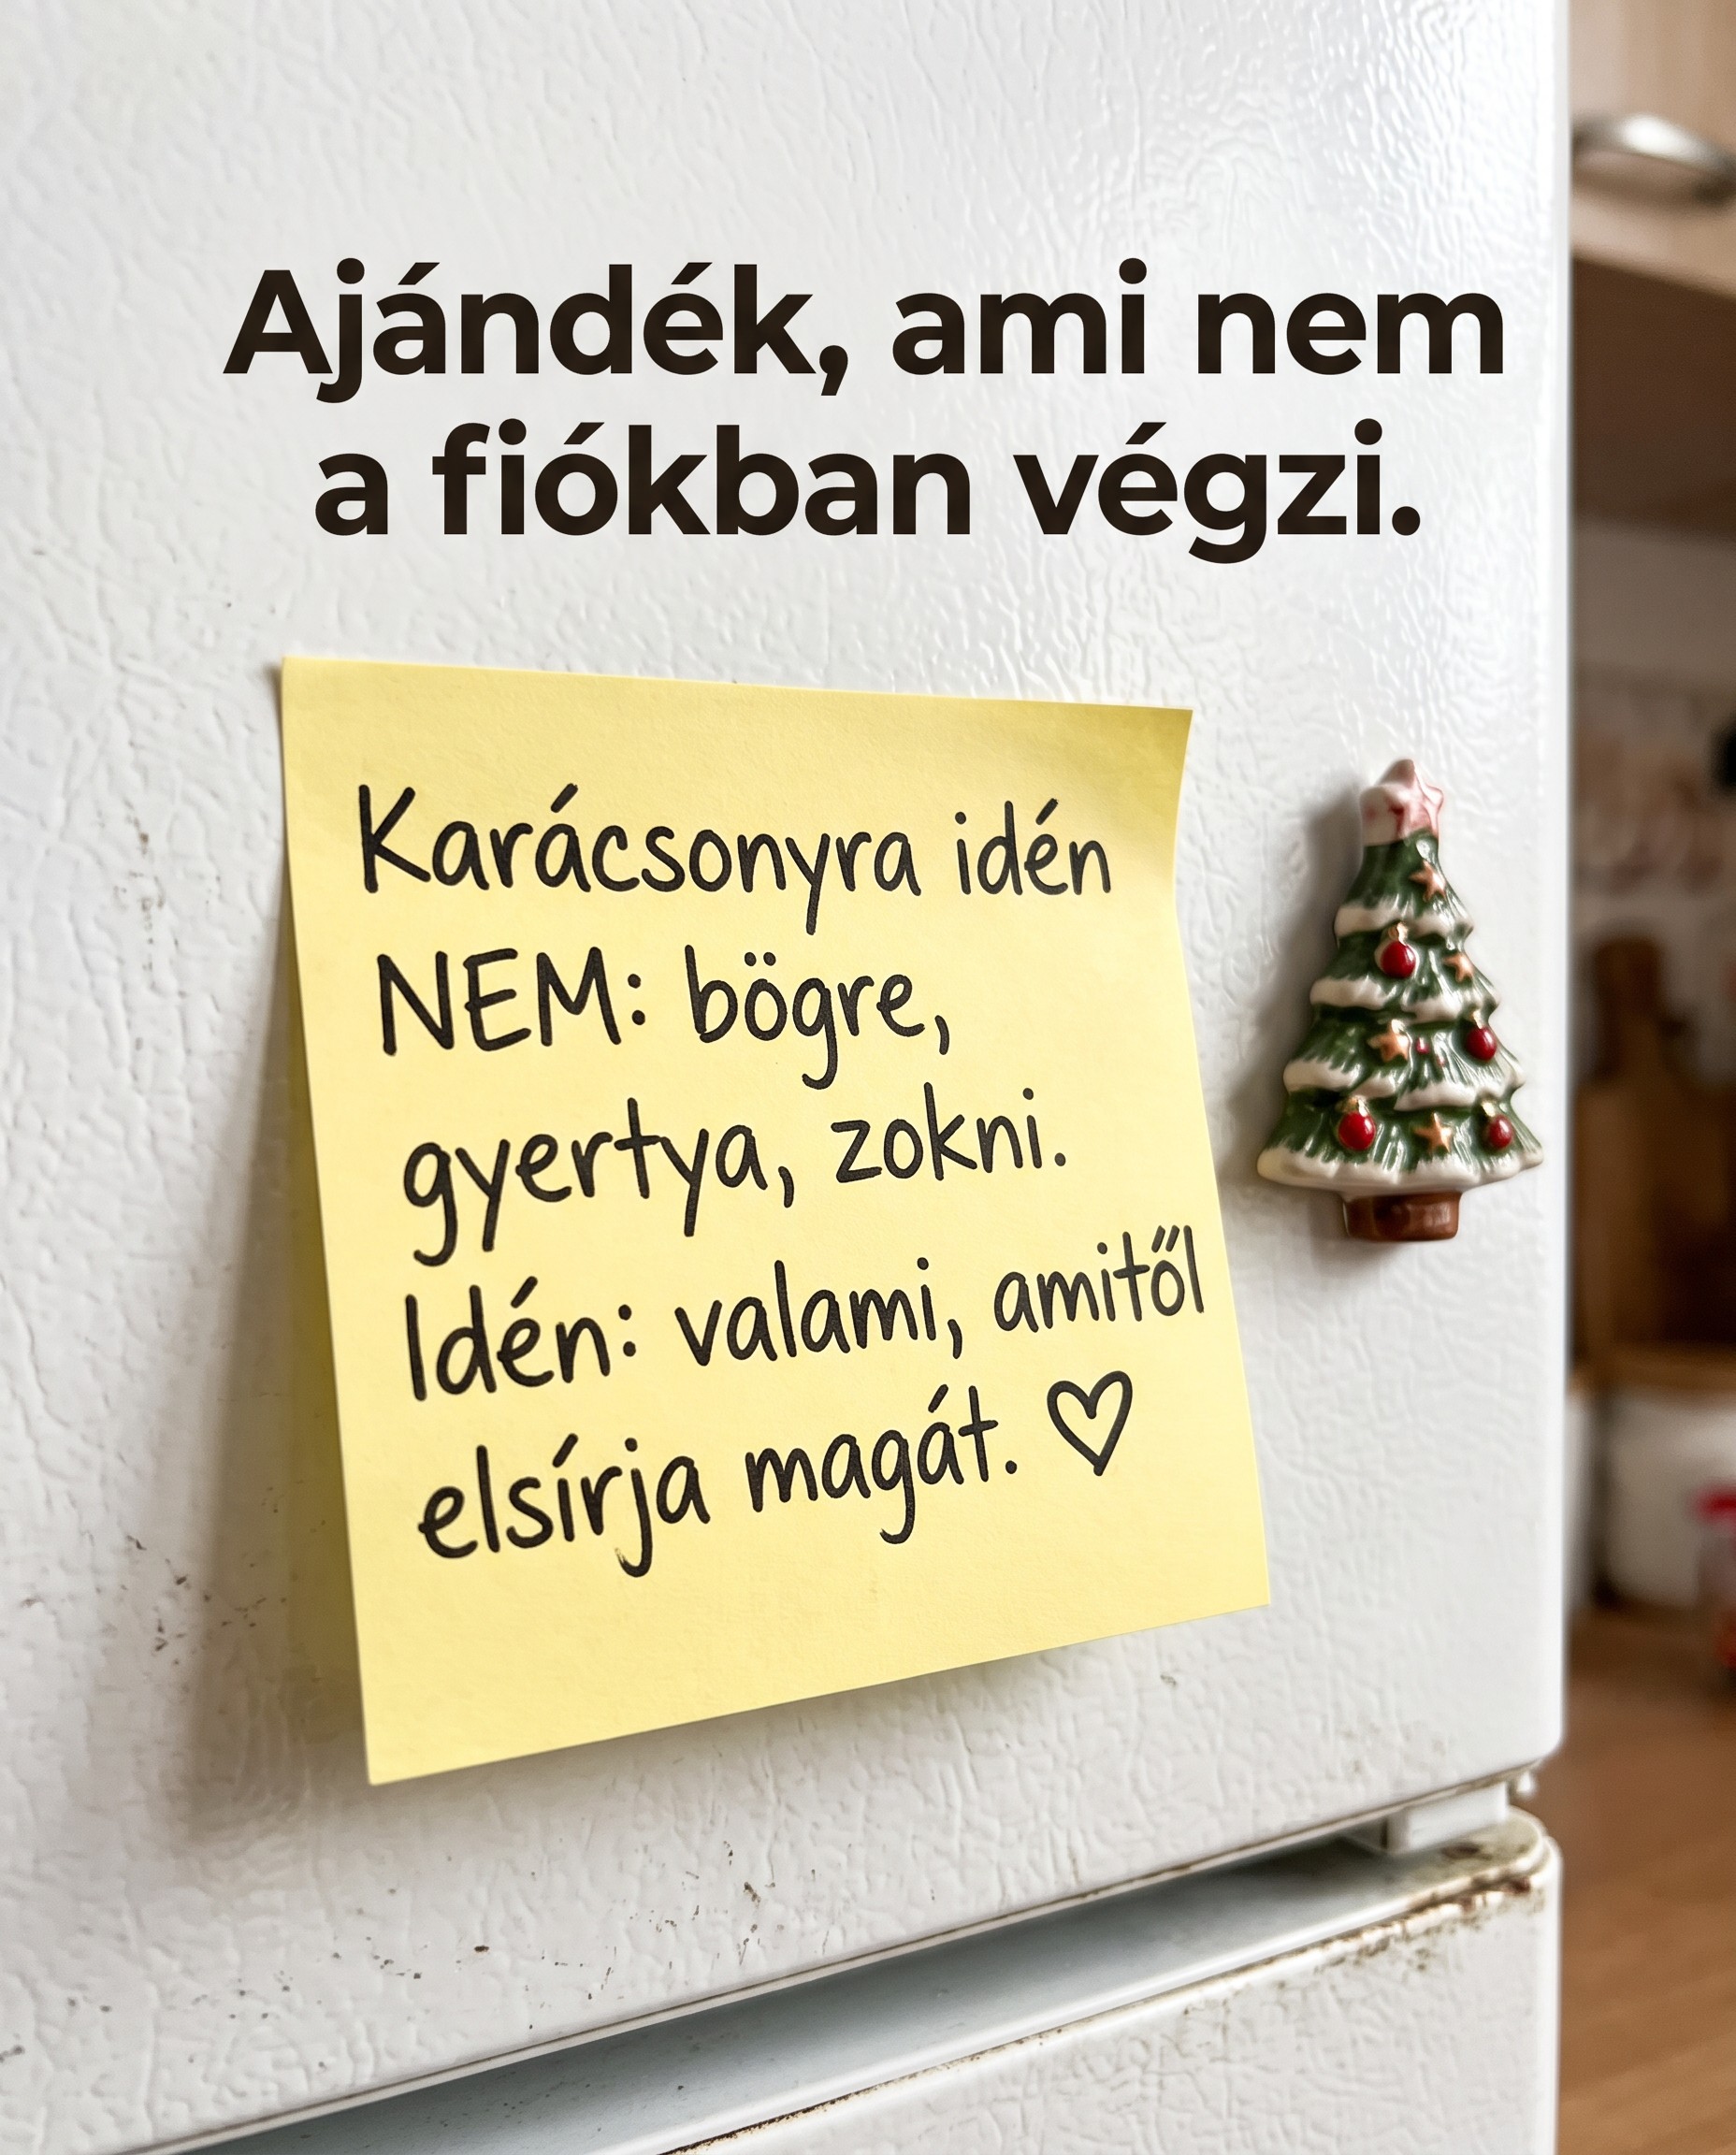 Ajándék, ami nem
a fiókban végzi.
Karácsonyra idén
NEM: bögre,
gyertya, zokni.
Idén: valami, amitől
elsírja magát. ♡